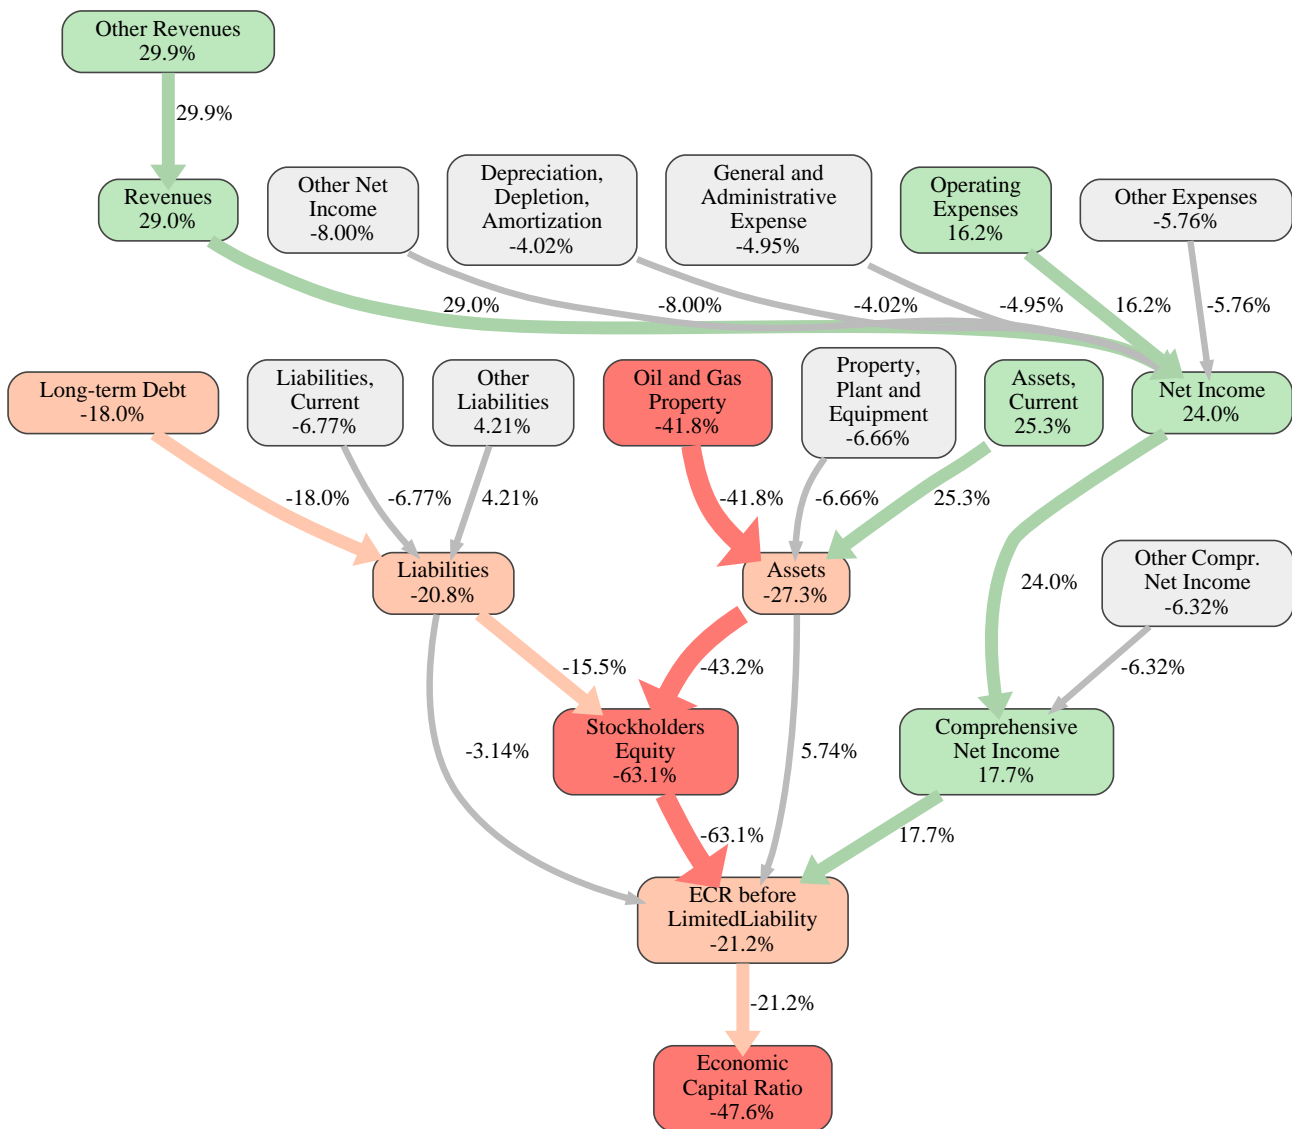 Other Revenues
29.9%
29.9%
Revenues
29.0%
Other Net
Income
-8.00%
Depreciation,
Depletion,
Amortization
-4.02%
General and
Administrative
Expense
-4.95%
Operating
Expenses
16.2%
Other Expenses
-5.76%
29.0%
-8.00%
-4.02%
-4.95%
16.2%
-5.76%
Long-term Debt
-18.0%
Liabilities,
Current
-6.77%
Other
Liabilities
4.21%
Oil and Gas
Property
-41.8%
Property,
Plant and
Equipment
-6.66%
Assets,
Current
25.3%
Net Income
24.0%
-18.0%
-6.77%
4.21%
-41.8%
-6.66%
25.3%
Liabilities
-20.8%
Assets
-27.3%
24.0%
Other Compr.
Net Income
-6.32%
-15.5%
-43.2%
-6.32%
-3.14%
Stockholders
Equity
-63.1%
5.74%
Comprehensive
Net Income
17.7%
-63.1%
17.7%
ECR before
LimitedLiability
-21.2%
-21.2%
Economic
Capital Ratio
-47.6%